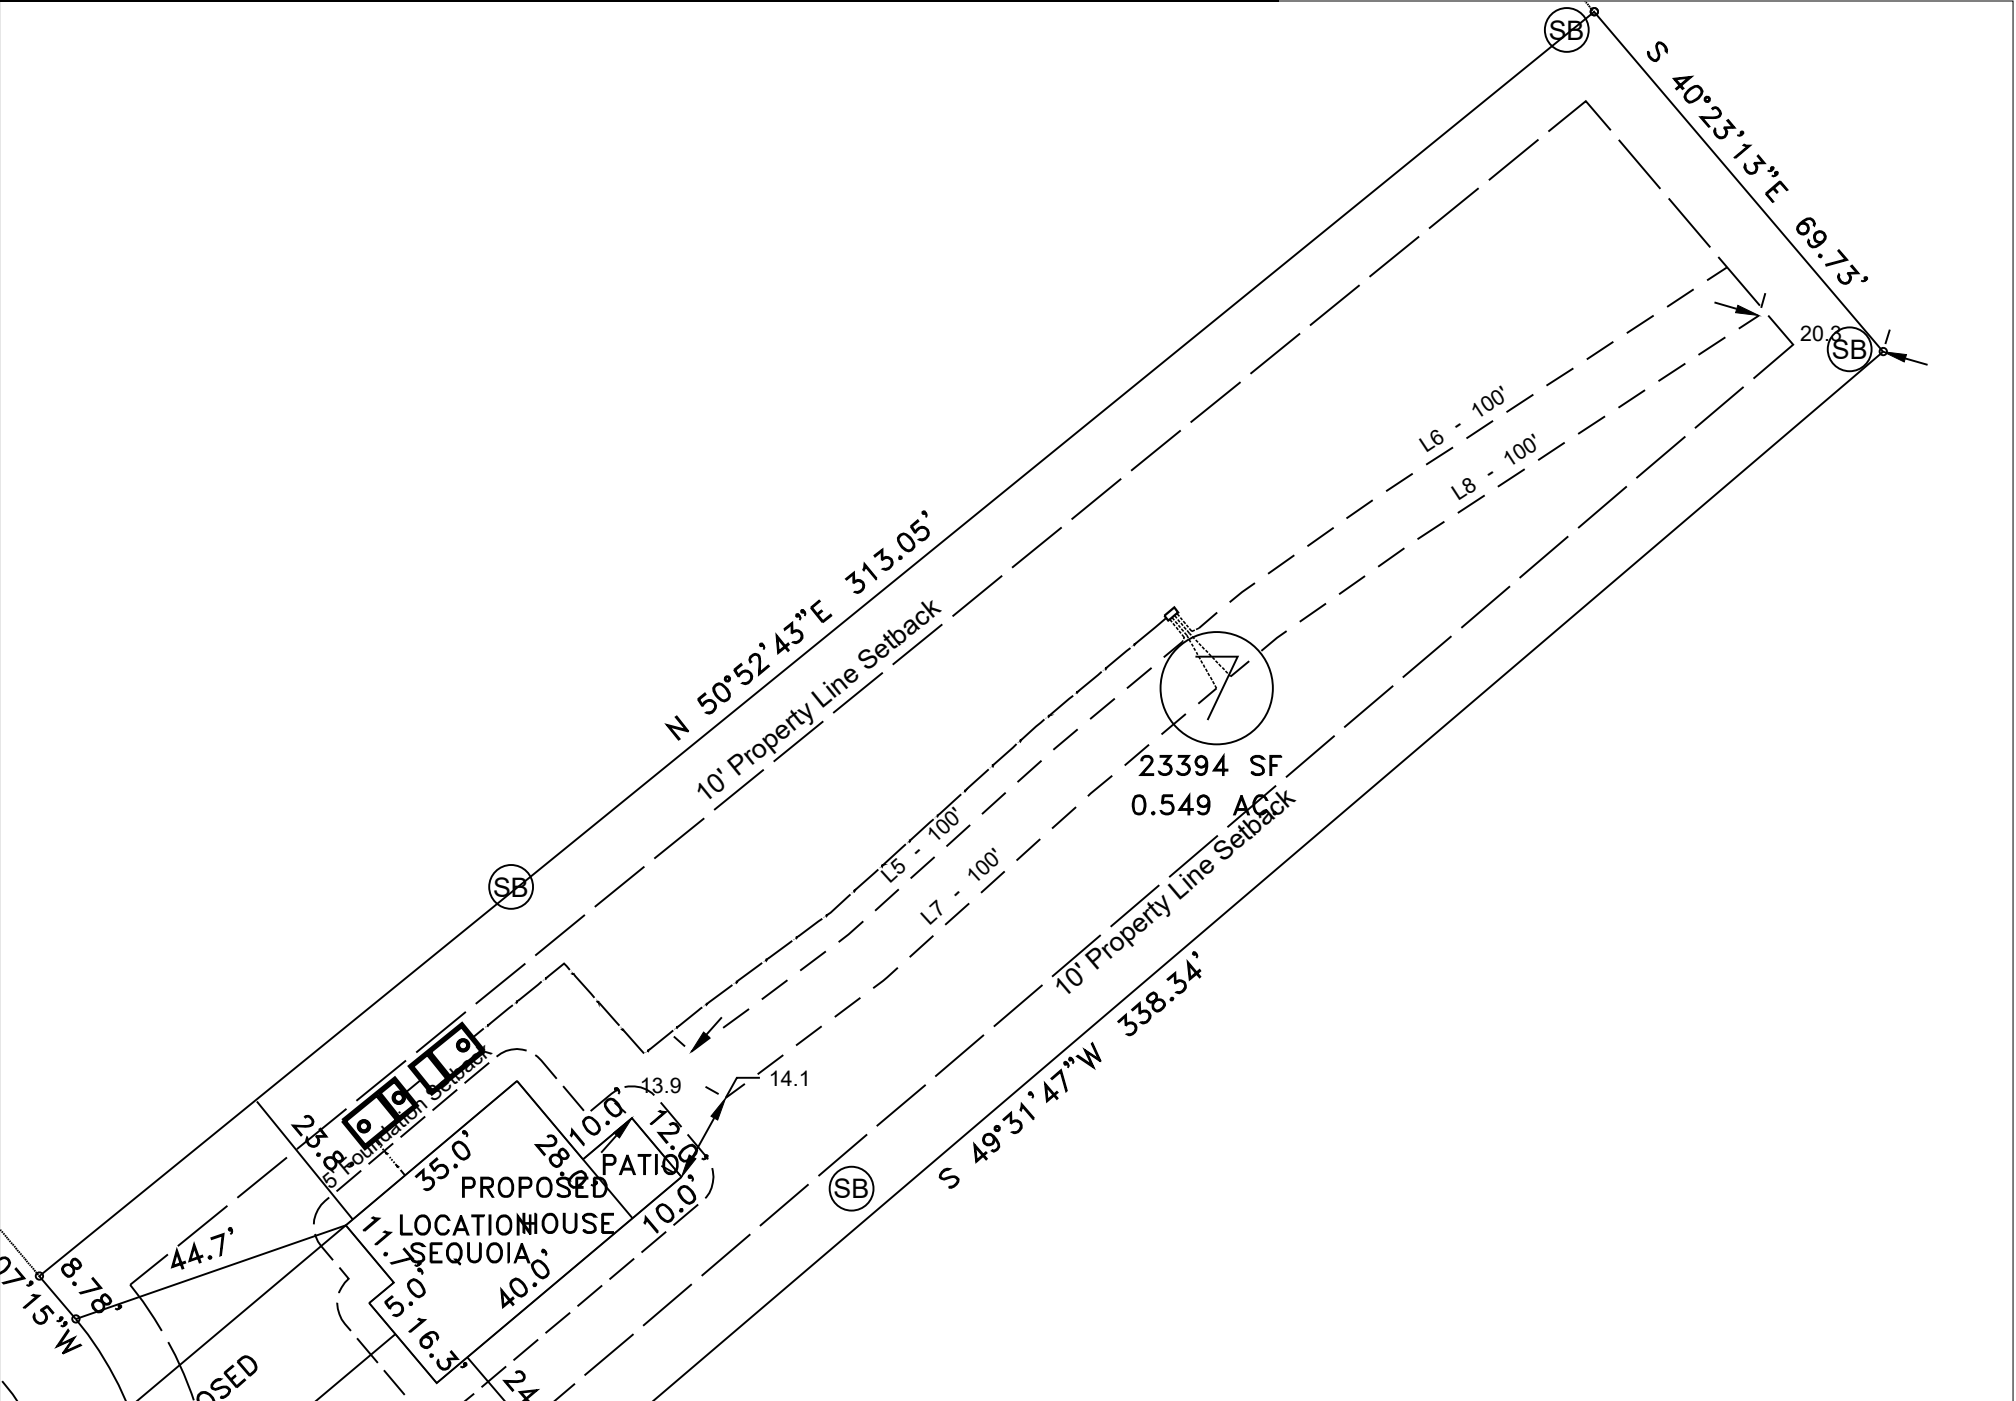 SB
S 40°23'13"E 69.73'
20.3
SB
L6 - 100'
L8 - 100'
N 50°52'43"E 313.05'
10' Property Line Setback
A
23394 SF
0.549 AC.
L5 - 100'
L7 - 100'
10' Property Line Setback
SB
S 49°31'47"W 338.34'
SB
13.9
14.1
5' Foundation Setback
23.8'
35.0'
28.0'
10.0'
12.0'
PATIO
10.0'
PROPOSED
LOCATION HOUSE
SEQUOIA
11.7'
5.0'
40.0'
16.3'
44.7'
8.78'
07'15"W
OSED
24